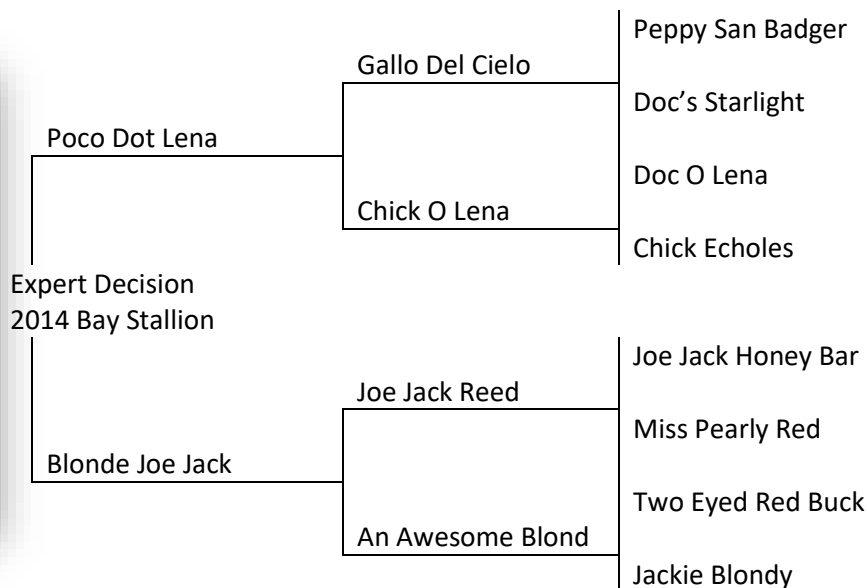 Peppy San Badger
Gallo Del Cielo
Doc’s Starlight
Poco Dot Lena
Doc O Lena
Chick O Lena
Chick Echoles
Expert Decision
2014 Bay Stallion
Joe Jack Honey Bar
Joe Jack Reed
Miss Pearly Red
Blonde Joe Jack
Two Eyed Red Buck
An Awesome Blond
Jackie Blondy